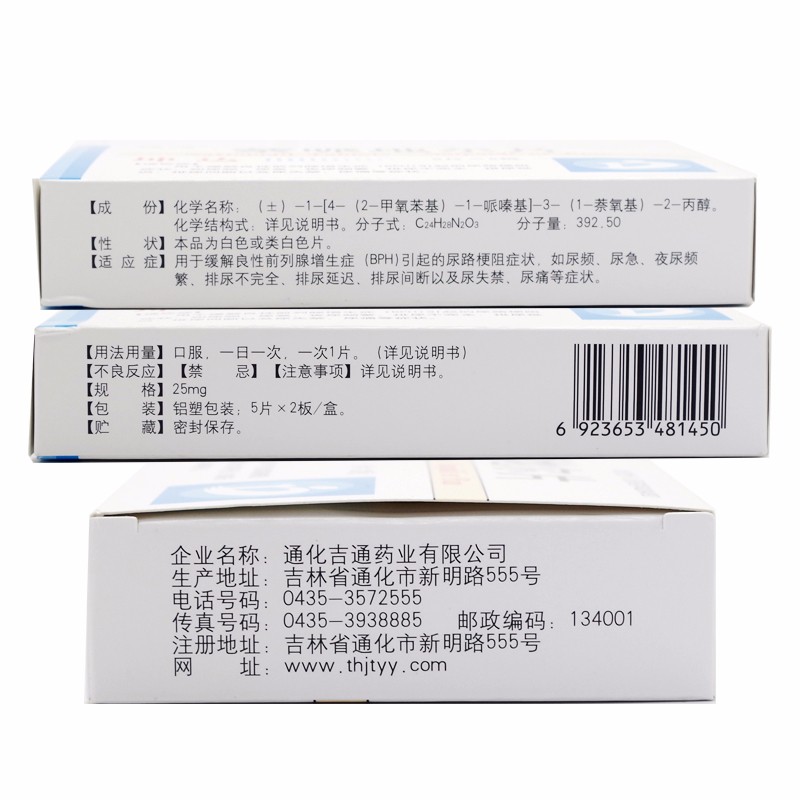 【成 份】化学名称：（±）-1-[4-（2-甲氧苯基）-1-哌嗪基]-3-（1-萘氧基）-2-丙醇。
化学结构式：详见说明书。分子式：C24H28N2O3 分子量：392.50
【性 状】本品为白色或类白色片。
【适 应 症】用于缓解良性前列腺增生症（BPH)引起的尿路梗阻症状，如尿频、尿急、夜尿频
繁、排尿不完全、排尿延迟、排尿间断以及尿失禁、尿痛等症状。
【用法用量】口服，一日一次，一次1片。（详见说明书）
【不良反应】【禁 忌】【注意事项】详见说明书。
【规 格】25mg
【包 装】铝塑包装；5片×2板/盒。
【贮 藏】密封保存。
6 923653 481450
企业名称：通化吉通药业有限公司
生产地址：吉林省通化市新明路555号
电话号码：0435-3572555
传真号码：0435-3938885 邮政编码：134001
注册地址：吉林省通化市新明路555号
网 址：www.thjtyy.com